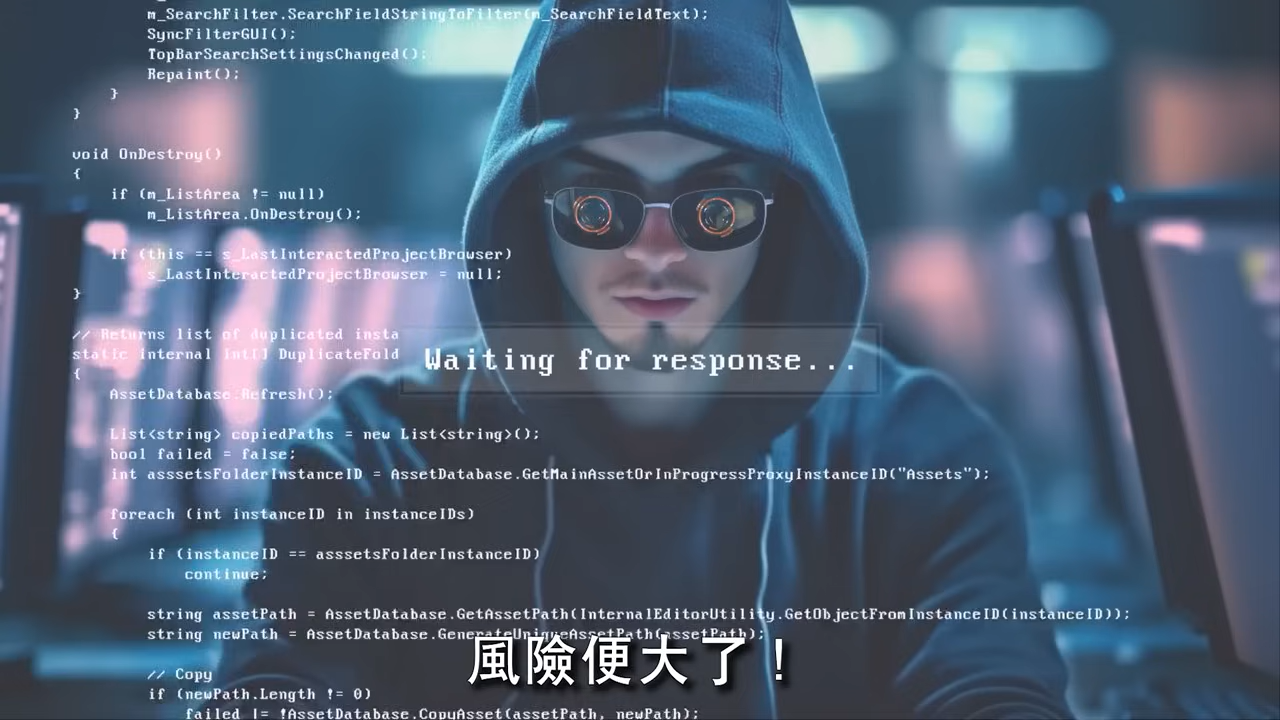 m_SearchFilter.SearchFieldStringToFilter(m_SearchFieldText);
SyncFilterGUI();
TopBarSearchSettingsChanged();
Repaint();
}
}
void OnDestroy()
{
if (m_ListArea != null)
m_ListArea.OnDestroy();
if (this == s_LastInteractedProjectBrowser)
s_LastInteractedProjectBrowser = null;
}
// Returns list of duplicated insta
static internal int[] DuplicateFold
{
Waiting for response...
AssetDatabase.Refresh();
List<string> copiedPaths = new List<string>();
bool failed = false;
int asssetsFolderInstanceID = AssetDatabase.GetMainAssetOrInProgressProxyInstanceID("Assets");
foreach (int instanceID in instanceIDs)
{
if (instanceID == asssetsFolderInstanceID)
continue;
string assetPath = AssetDatabase.GetAssetPath(InternalEditorUtility.GetObjectFromInstanceID(instanceID));
string newPath = AssetDatabase.GenerateUniqueAssetPath(assetPath);
風險便大了！
// Copy
if (newPath.Length != 0)
failed |= !AssetDatabase.CopyAsset(assetPath, newPath);